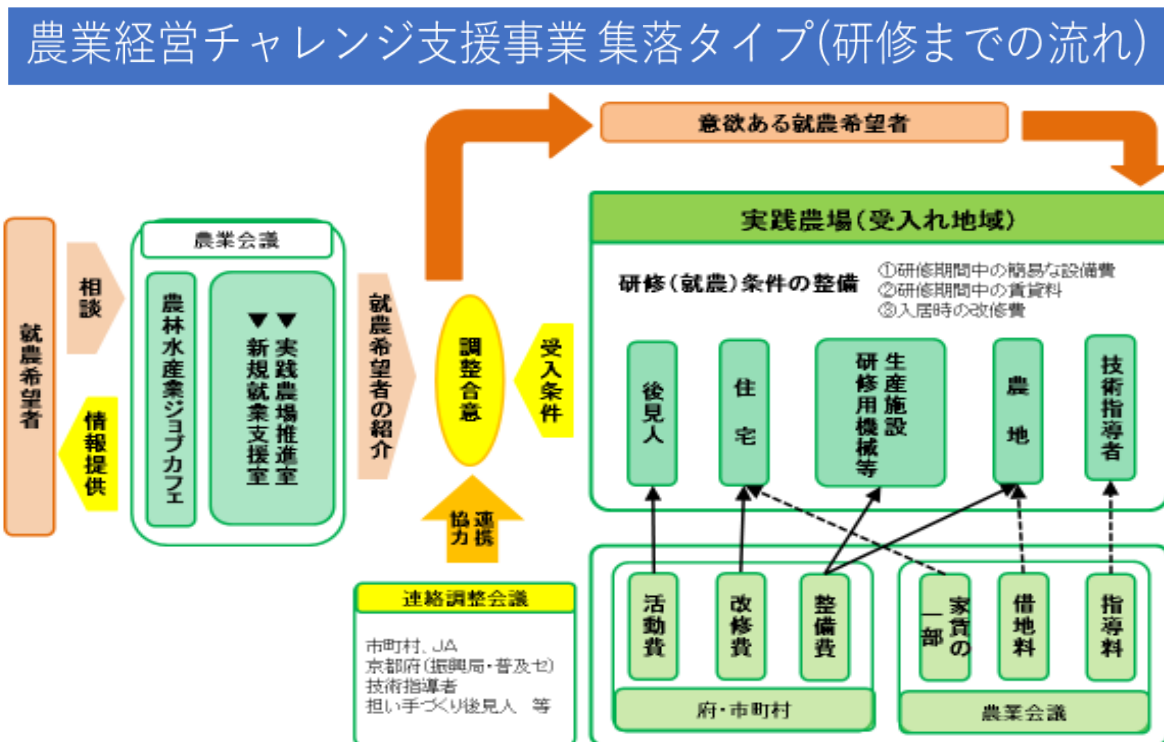 農業経営チャレンジ支援事業 集落タイプ(研修までの流れ)
意欲ある就農希望者
就農希望者
相談
情報提供
農業会議
農林水産業ジョブカフェ
▼実践農場推進室
▼新規就業支援室
就農希望者の紹介
調整合意
受入条件
連携
協力
連絡調整会議
市町村、JA
京都府(振興局・普及セ)
技術指導者
担い手づくり後見人 等
実践農場(受入れ地域)
研修(就農)条件の整備
①研修期間中の簡易な設備費
②研修期間中の賃貸料
③入居時の改修費
後見人
住宅
生産施設
研修用機械等
農地
技術指導者
活動費
改修費
整備費
府・市町村
家賃の
一部
借地料
指導料
農業会議